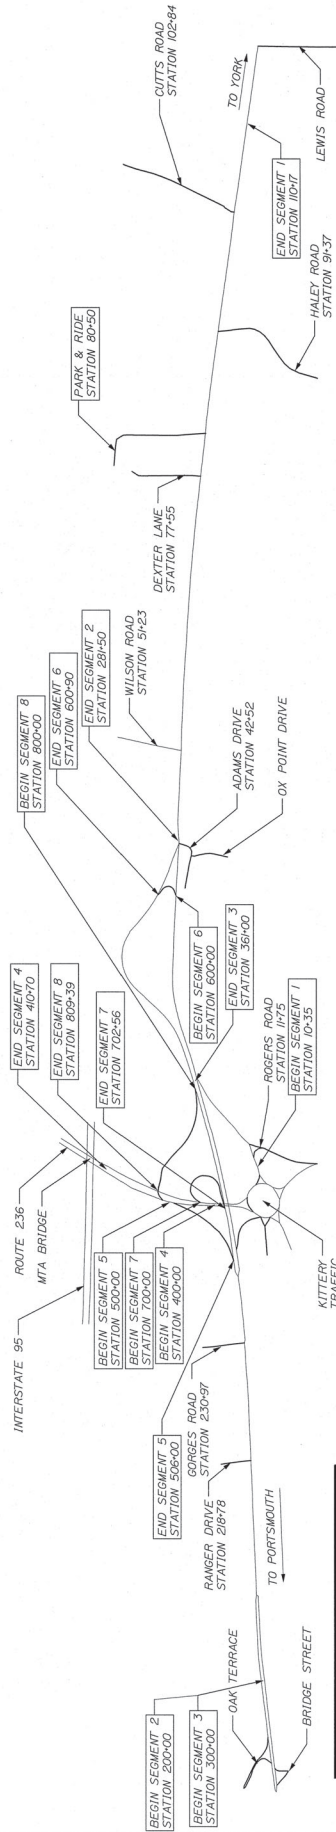 CUTTS ROAD
STATION 102+84
TO YORK
LEWIS ROAD
END SEGMENT 1
STATION 110+17
HALEY ROAD
STATION 91+37
PARK & RIDE
STATION 80+50
DEXTER LANE
STATION 77+55
WILSON ROAD
STATION 51+23
END SEGMENT 2
STATION 281+50
END SEGMENT 6
STATION 600+90
BEGIN SEGMENT 8
STATION 800+00
ADAMS DRIVE
STATION 42+52
OX POINT DRIVE
BEGIN SEGMENT 6
STATION 600+00
END SEGMENT 3
STATION 361+00
END SEGMENT 4
STATION 410+70
END SEGMENT 8
STATION 809+39
END SEGMENT 7
STATION 702+56
ROGERS ROAD
STATION 11+75
BEGIN SEGMENT 1
STATION 10+35
ROUTE 236
MTA BRIDGE
INTERSTATE 95
BEGIN SEGMENT 5
STATION 500+00
BEGIN SEGMENT 7
STATION 700+00
BEGIN SEGMENT 4
STATION 400+00
KITTERY
TRAFFIC
END SEGMENT 5
STATION 506+00
GORGES ROAD
STATION 230+97
RANGER DRIVE
STATION 218+78
TO PORTSMOUTH
OAK TERRACE
BRIDGE STREET
BEGIN SEGMENT 2
STATION 200+00
BEGIN SEGMENT 3
STATION 300+00